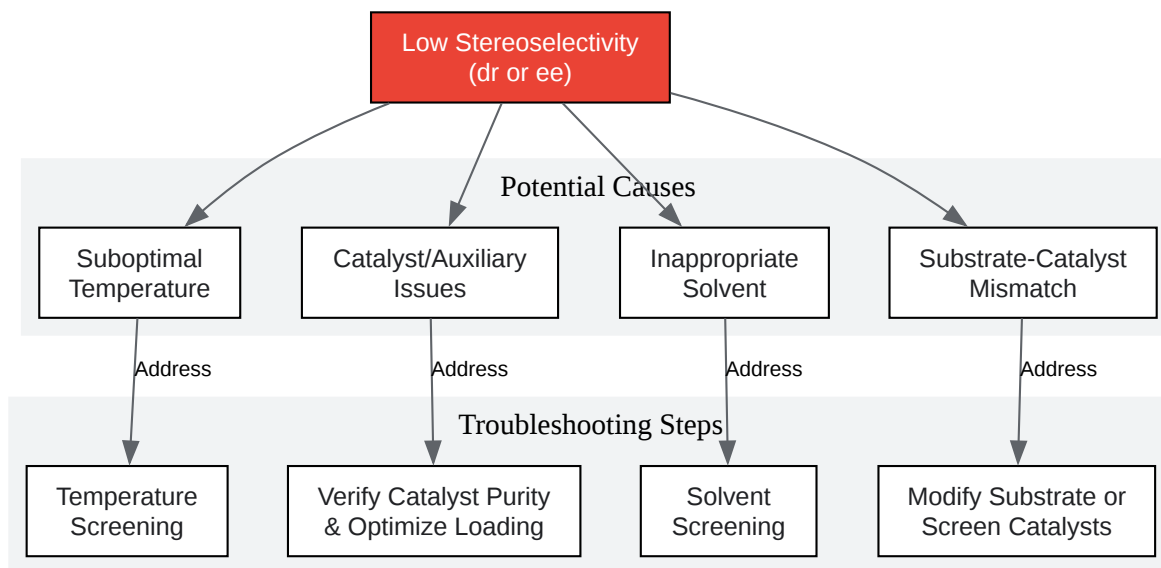 Low Stereoselectivity
(dr or ee)
Potential Causes
Suboptimal
Temperature
Catalyst/Auxiliary
Issues
Inappropriate
Solvent
Substrate-Catalyst
Mismatch
Address
Address
Address
Address
Troubleshooting Steps
Temperature
Screening
Verify Catalyst Purity
& Optimize Loading
Solvent
Screening
Modify Substrate or
Screen Catalysts